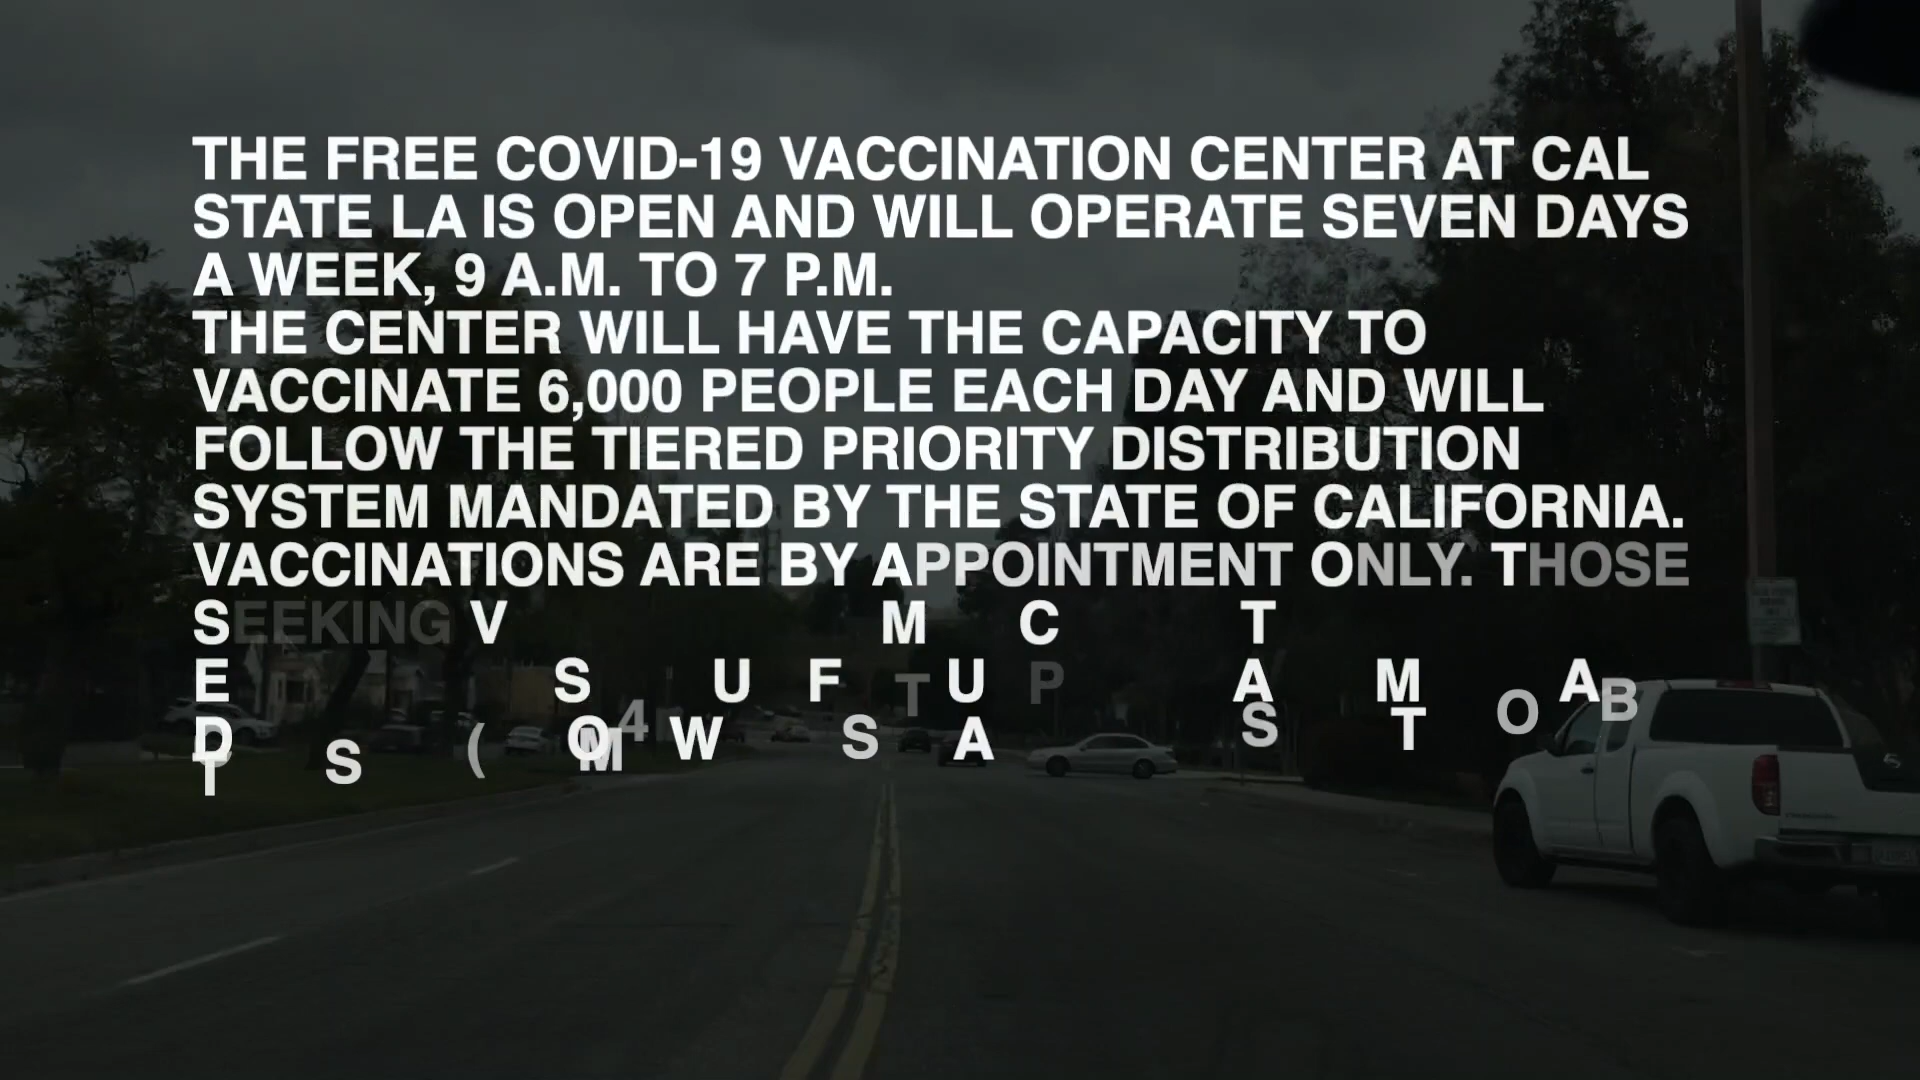 THE FREE COVID-19 VACCINATION CENTER AT CAL
STATE LA IS OPEN AND WILL OPERATE SEVEN DAYS
A WEEK, 9 A.M. TO 7 P.M.
THE CENTER WILL HAVE THE CAPACITY TO
VACCINATE 6,000 PEOPLE EACH DAY AND WILL
FOLLOW THE TIERED PRIORITY DISTRIBUTION
SYSTEM MANDATED BY THE STATE OF CALIFORNIA.
VACCINATIONS ARE BY APPOINTMENT ONLY. THOSE
SEEKING V M C T
E S U F T U P A M A B
D O 4 W S A S T O
T S ( M